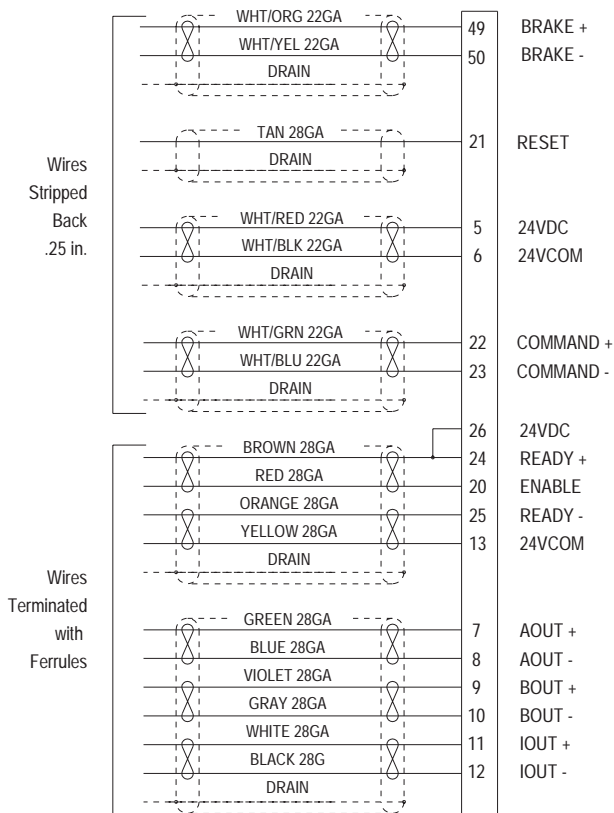 WHT/ORG 22GA 49 BRAKE +
WHT/YEL 22GA 50 BRAKE -
DRAIN
TAN 28GA 21 RESET
DRAIN
Wires
Stripped
Back
.25 in.
WHT/RED 22GA 5 24VDC
WHT/BLK 22GA 6 24VCOM
DRAIN
WHT/GRN 22GA 22 COMMAND +
WHT/BLU 22GA 23 COMMAND -
DRAIN
26 24VDC
BROWN 28GA 24 READY +
RED 28GA 20 ENABLE
ORANGE 28GA 25 READY -
YELLOW 28GA 13 24VCOM
DRAIN
Wires
Terminated
with
Ferrules
GREEN 28GA 7 AOUT +
BLUE 28GA 8 AOUT -
VIOLET 28GA 9 BOUT +
GRAY 28GA 10 BOUT -
WHITE 28GA 11 IOUT +
BLACK 28G 12 IOUT -
DRAIN